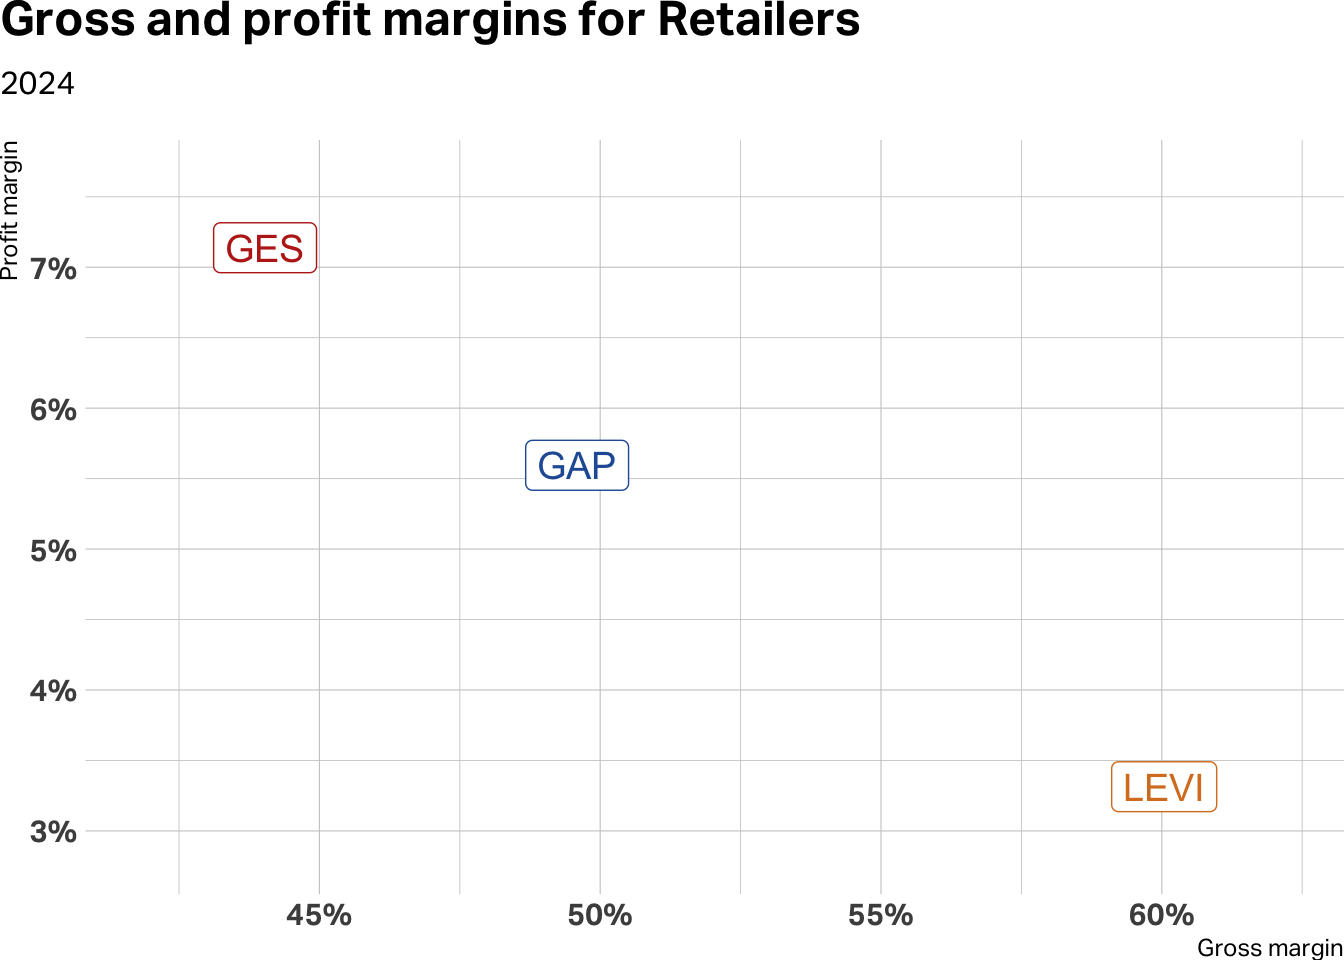 Gross and profit margins for Retailers
2024
Profit margin
7%
6%
5%
4%
3%
GES
GAP
LEVI
45%
50%
55%
60%
Gross margin